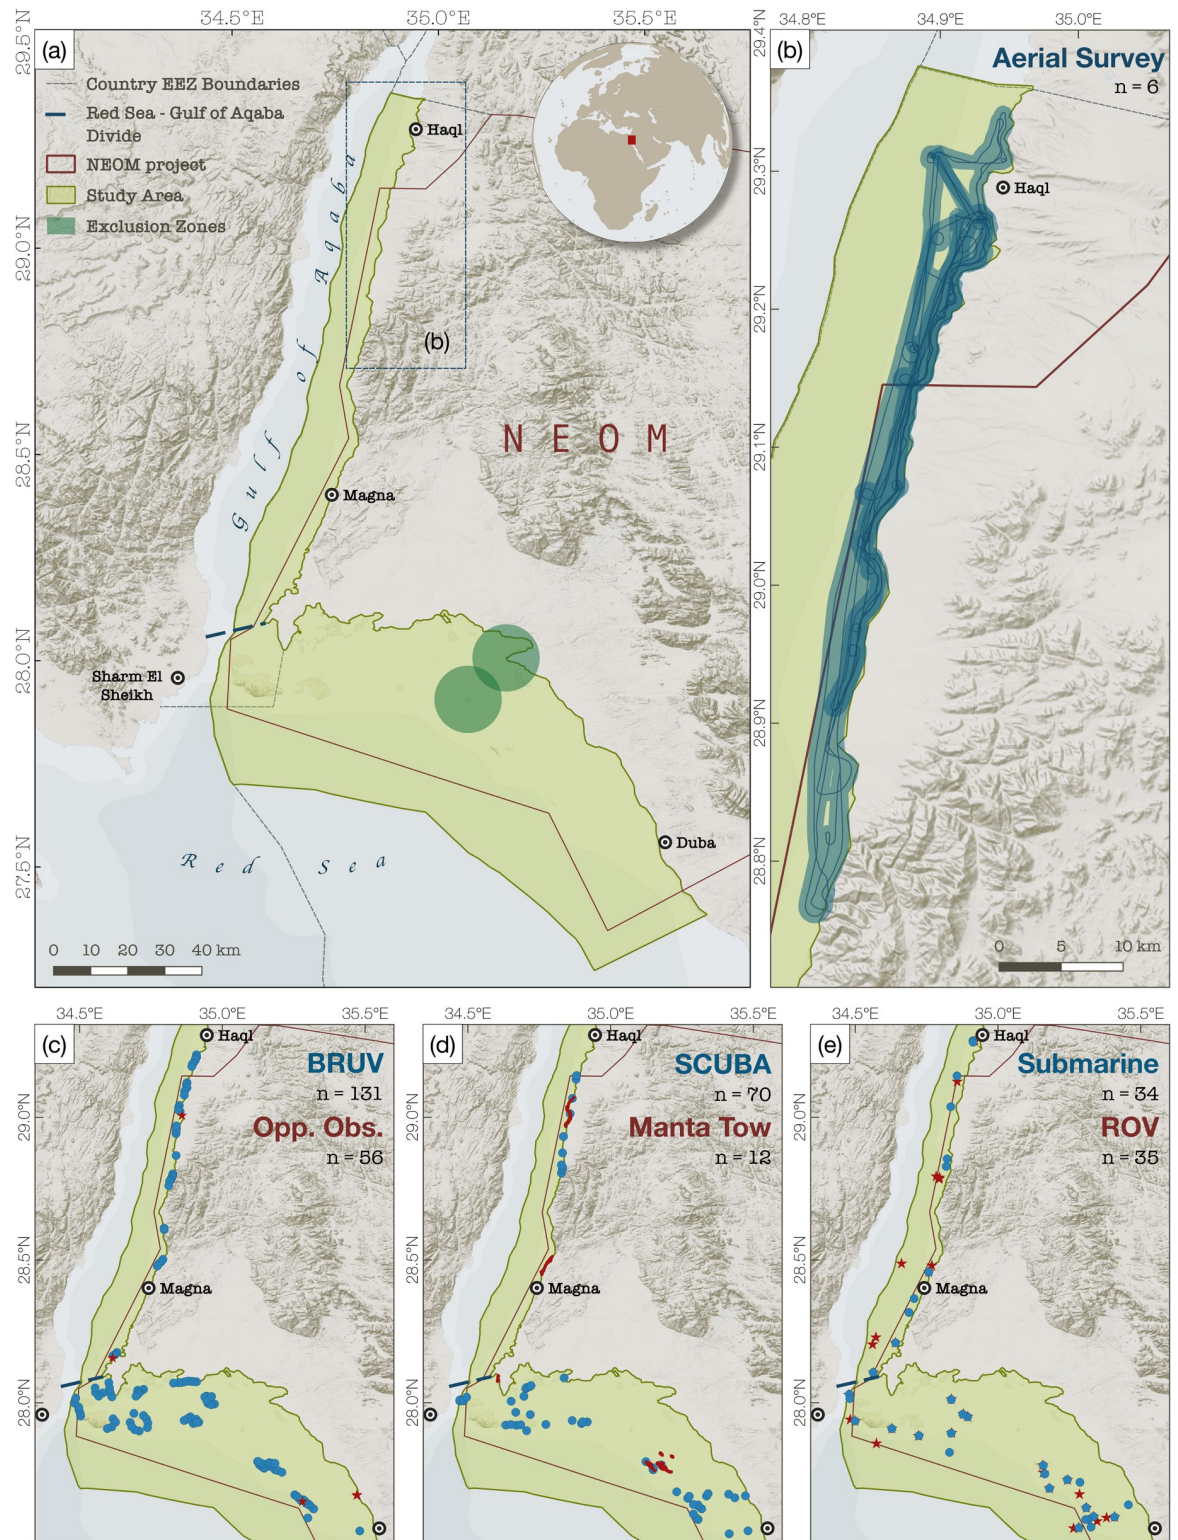 34.5°E 35.0°E 35.5°E
29.5°N
29.0°N
28.5°N
28.0°N
27.5°N
(a)
Country EEZ Boundaries
Red Sea - Gulf of Aqaba
Divide
NEOM project
Study Area
Exclusion Zones
Haql
Gulf of Aqaba
(b)
NEOM
Magna
Sharm El
Sheikh
Duba
Red Sea
0 10 20 30 40 km
34.8°E 34.9°E 35.0°E
29.4°N
29.3°N
29.2°N
29.1°N
29.0°N
28.9°N
28.8°N
(b)
Aerial Survey
n = 6
Haql
0 5 10 km
34.5°E 35.0°E 35.5°E
29.0°N
28.5°N
28.0°N
(c)
Haql
BRUV
n = 131
Opp. Obs.
n = 56
Magna
34.5°E 35.0°E 35.5°E
29.0°N
28.5°N
28.0°N
(d)
Haql
SCUBA
n = 70
Manta Tow
n = 12
Magna
34.5°E 35.0°E 35.5°E
29.0°N
28.5°N
28.0°N
(e)
Haql
Submarine
n = 34
ROV
n = 35
Magna